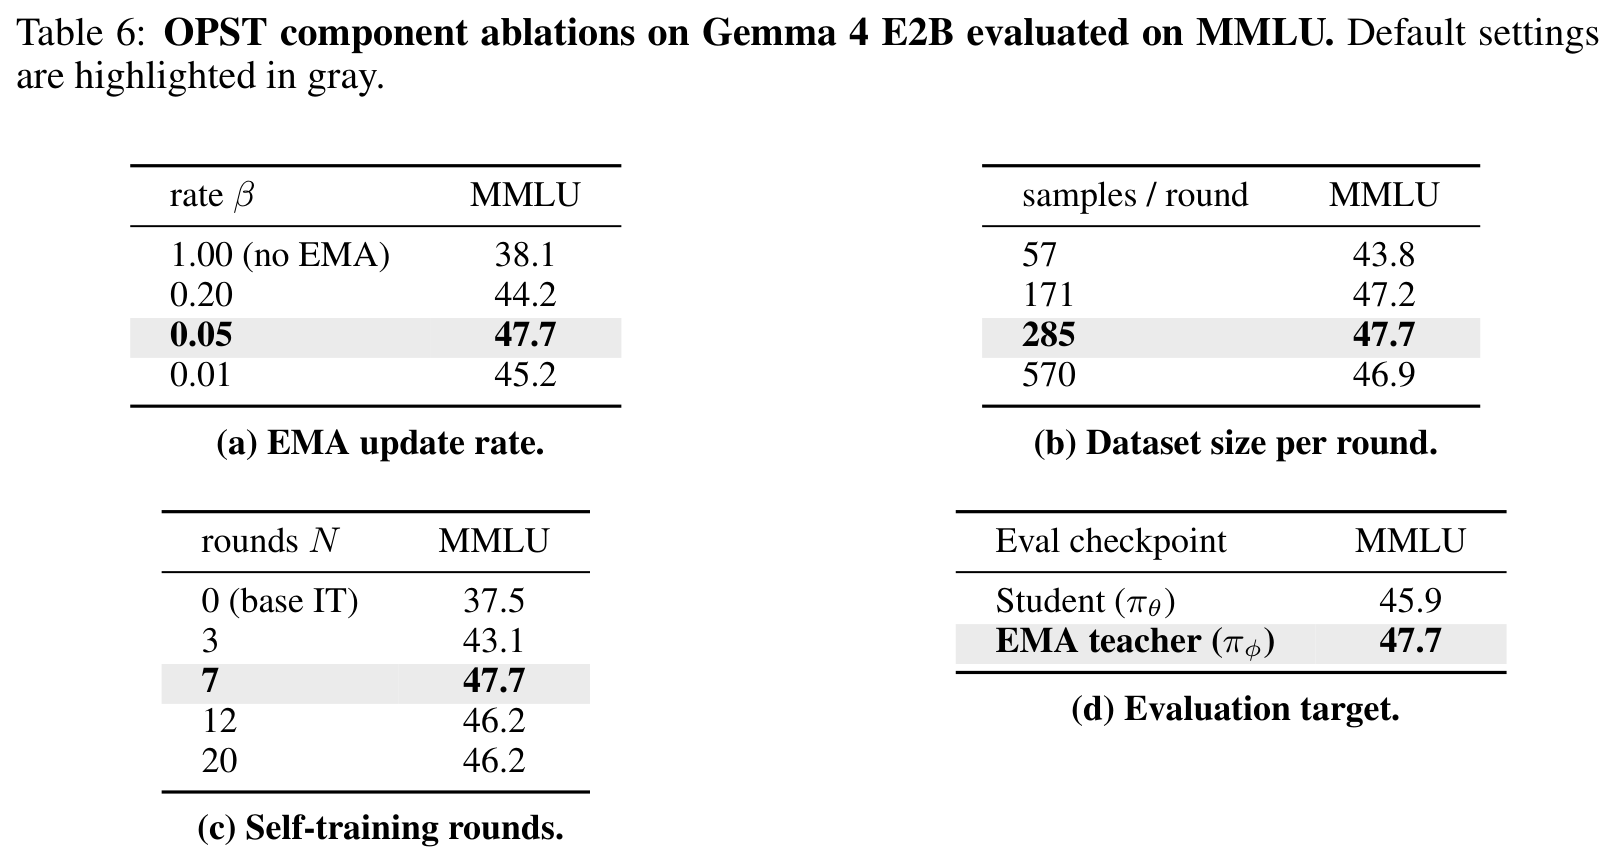 Table 6: OPST component ablations on Gemma 4 E2B evaluated on MMLU. Default settings
are highlighted in gray.
rate β MMLU
1.00 (no EMA) 38.1
0.20 44.2
0.05 47.7
0.01 45.2
(a) EMA update rate.
samples / round MMLU
57 43.8
171 47.2
285 47.7
570 46.9
(b) Dataset size per round.
rounds N MMLU
0 (base IT) 37.5
3 43.1
7 47.7
12 46.2
20 46.2
(c) Self-training rounds.
Eval checkpoint MMLU
Student (π_θ) 45.9
EMA teacher (π_ϕ) 47.7
(d) Evaluation target.